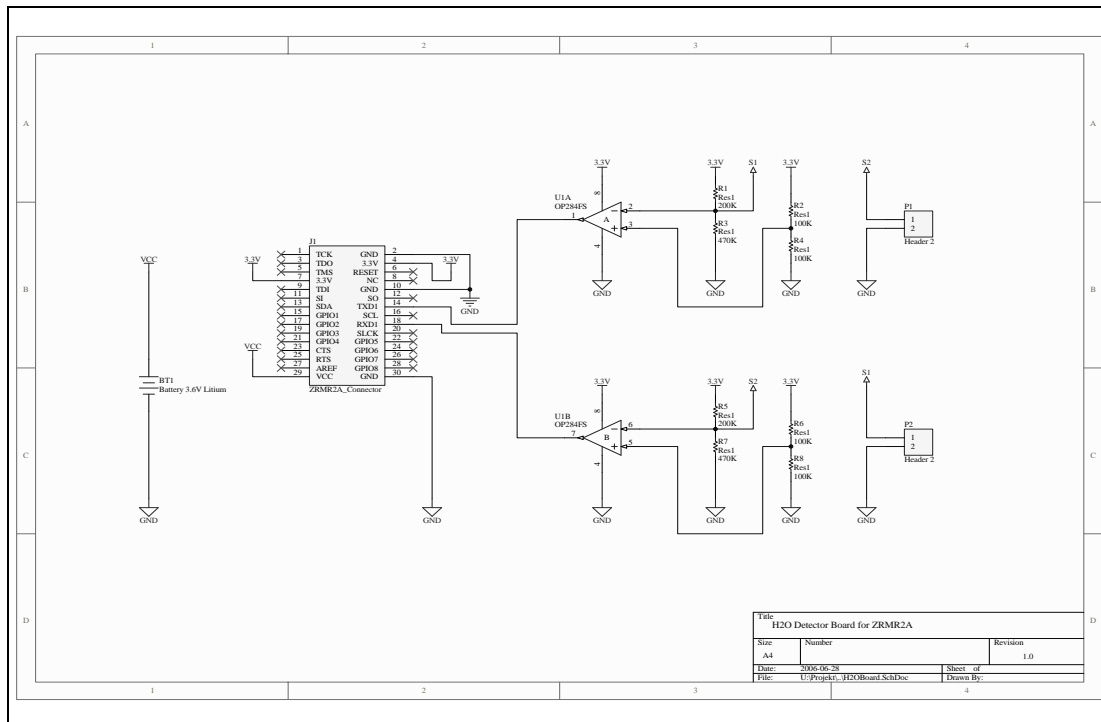 1 2 3 4
A A
B B
C C
D D
1 2 3 4
VCC
BT1
Battery 3.6V Litium
GND
3.3V
VCC
J1
1 TCK GND 2
3 TDO 3.3V 4
5 TMS RESET 6
7 3.3V NC 8
9 TDI GND 10
11 SI SO 12
13 SDA TXD1 14
15 GPIO1 SCL 16
17 GPIO2 RXD1 18
19 GPIO3 SLCK 20
21 GPIO4 GPIO5 22
23 CTS GPIO6 24
25 RTS GPIO7 26
27 AREF GPIO8 28
29 VCC GND 30
ZRMR2A_Connector
3.3V
GND
GND
U1A
OP284FS
3.3V
8
1 A 2
3
4
GND
3.3V
R1
Res1
200K
R3
Res1
470K
GND
S1
3.3V
R2
Res1
100K
R4
Res1
100K
GND
S2
P1
1
2
Header 2
GND
U1B
OP284FS
3.3V
8
7 B 6
5
4
GND
3.3V
R5
Res1
200K
R7
Res1
470K
GND
S2
3.3V
R6
Res1
100K
R8
Res1
100K
GND
S1
P2
1
2
Header 2
GND
Title
H2O Detector Board for ZRMR2A
Size Number Revision
A4 1.0
Date: 2006-06-28 Sheet of
File: U:\Projekt\..\H2OBoard.SchDoc Drawn By: